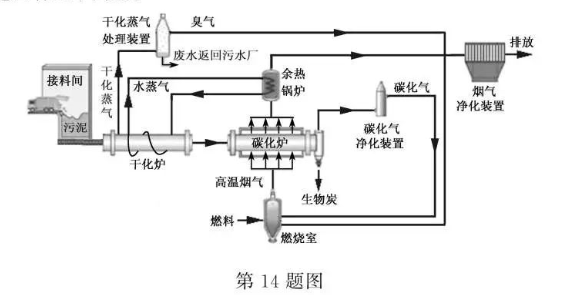 干化蒸气
处理装置
臭气
废水返回污水厂
排放
接料间
干化蒸气
水蒸气
余热
锅炉
碳化气
烟气
净化装置
污泥
碳化炉
碳化气
净化装置
干化炉
高温烟气
生物炭
燃料
燃烧室
第14题图